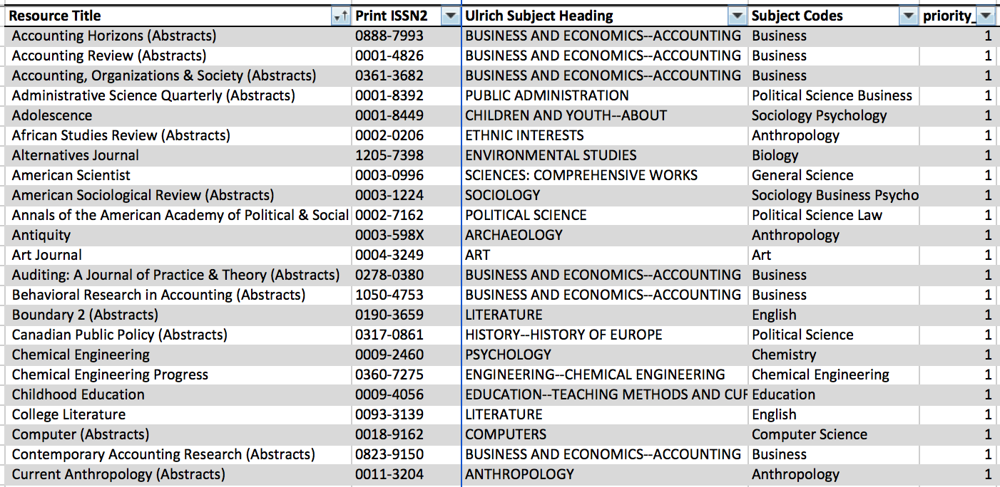 Resource Title Print ISSN2 Ulrich Subject Heading Subject Codes priority_
Accounting Horizons (Abstracts) 0888-7993 BUSINESS AND ECONOMICS--ACCOUNTING Business 1
Accounting Review (Abstracts) 0001-4826 BUSINESS AND ECONOMICS--ACCOUNTING Business 1
Accounting, Organizations & Society (Abstracts) 0361-3682 BUSINESS AND ECONOMICS--ACCOUNTING Business 1
Administrative Science Quarterly (Abstracts) 0001-8392 PUBLIC ADMINISTRATION Political Science Business 1
Adolescence 0001-8449 CHILDREN AND YOUTH--ABOUT Sociology Psychology 1
African Studies Review (Abstracts) 0002-0206 ETHNIC INTERESTS Anthropology 1
Alternatives Journal 1205-7398 ENVIRONMENTAL STUDIES Biology 1
American Scientist 0003-0996 SCIENCES: COMPREHENSIVE WORKS General Science 1
American Sociological Review (Abstracts) 0003-1224 SOCIOLOGY Sociology Business Psycho 1
Annals of the American Academy of Political & Social 0002-7162 POLITICAL SCIENCE Political Science Law 1
Antiquity 0003-598X ARCHAEOLOGY Anthropology 1
Art Journal 0004-3249 ART Art 1
Auditing: A Journal of Practice & Theory (Abstracts) 0278-0380 BUSINESS AND ECONOMICS--ACCOUNTING Business 1
Behavioral Research in Accounting (Abstracts) 1050-4753 BUSINESS AND ECONOMICS--ACCOUNTING Business 1
Boundary 2 (Abstracts) 0190-3659 LITERATURE English 1
Canadian Public Policy (Abstracts) 0317-0861 HISTORY--HISTORY OF EUROPE Political Science 1
Chemical Engineering 0009-2460 PSYCHOLOGY Chemistry 1
Chemical Engineering Progress 0360-7275 ENGINEERING--CHEMICAL ENGINEERING Chemical Engineering 1
Childhood Education 0009-4056 EDUCATION--TEACHING METHODS AND CUR Education 1
College Literature 0093-3139 LITERATURE English 1
Computer (Abstracts) 0018-9162 COMPUTERS Computer Science 1
Contemporary Accounting Research (Abstracts) 0823-9150 BUSINESS AND ECONOMICS--ACCOUNTING Business 1
Current Anthropology (Abstracts) 0011-3204 ANTHROPOLOGY Anthropology 1